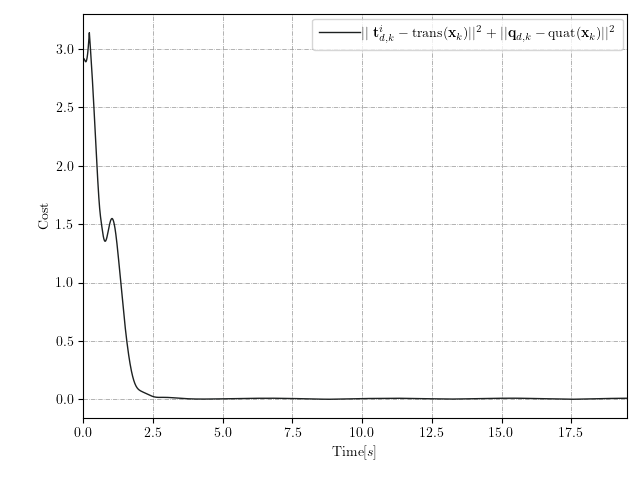 || t^i_{d,k} − trans(x_k)||² + ||q_{d,k} − quat(x_k)||²
3.0
2.5
2.0
1.5
1.0
0.5
0.0
Cost
0.0 2.5 5.0 7.5 10.0 12.5 15.0 17.5
Time[s]